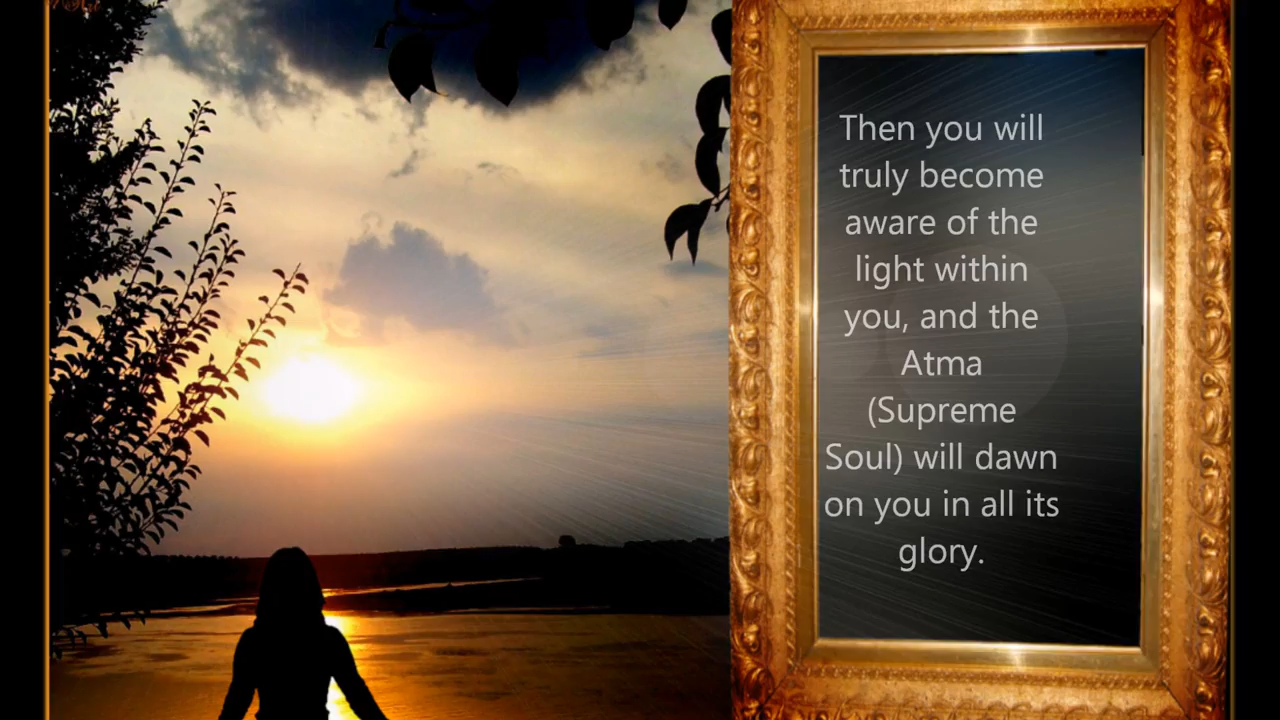 Then you will
truly become
aware of the
light within
you, and the
Atma
(Supreme
Soul) will dawn
on you in all its
glory.